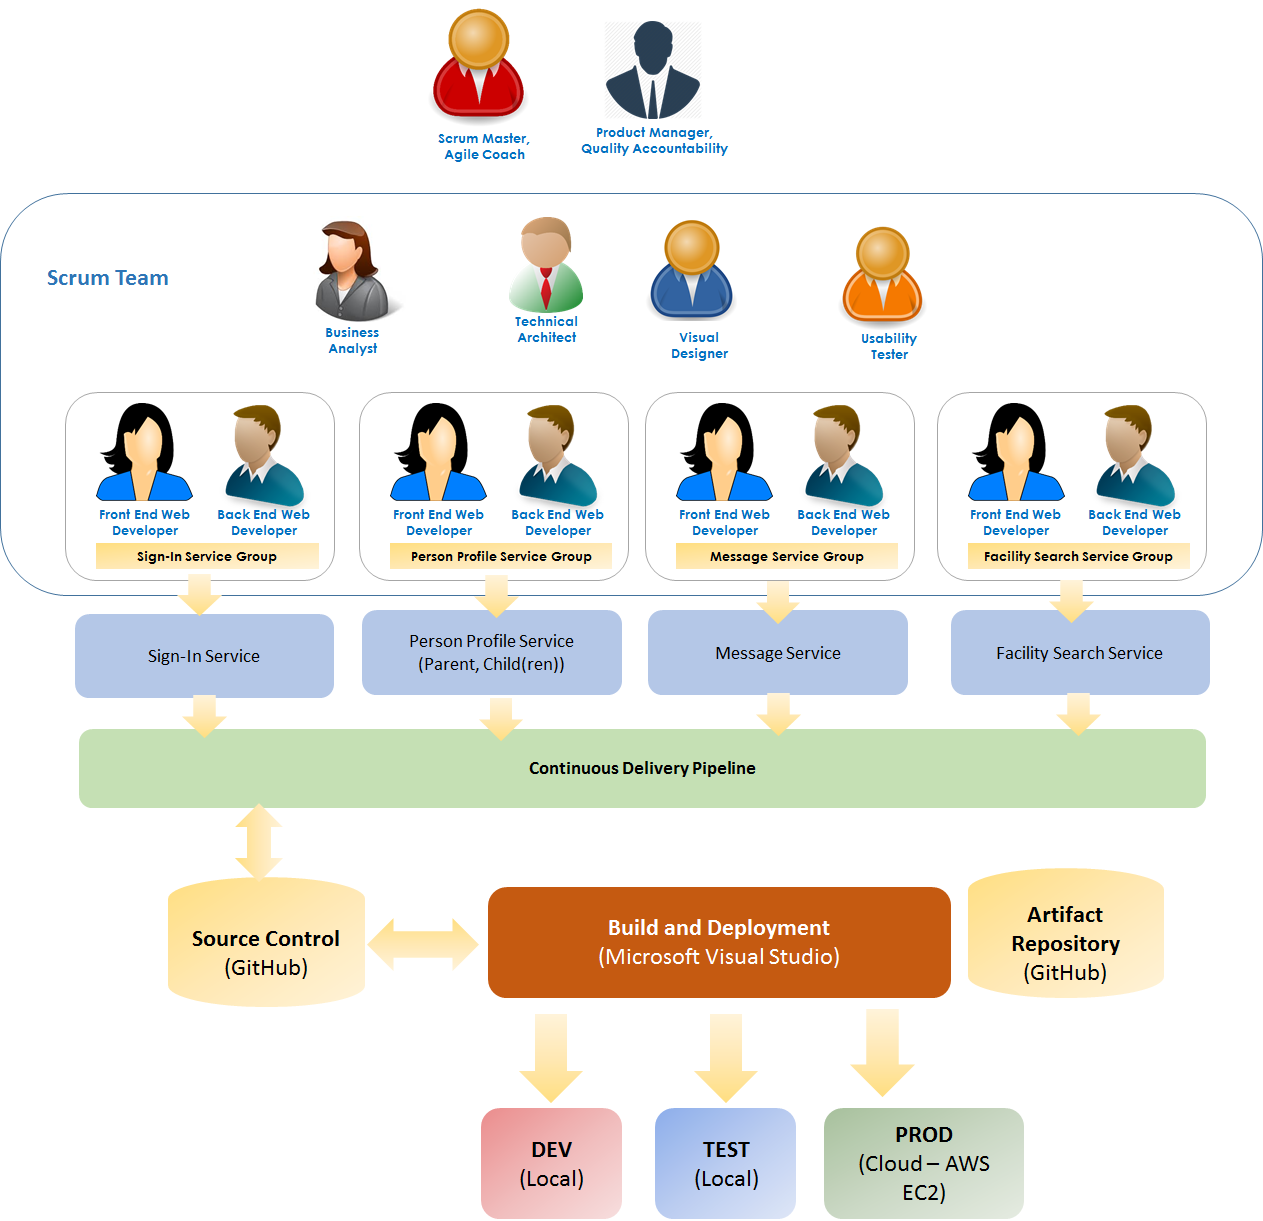 Scrum Master,
Agile Coach
Product Manager,
Quality Accountability
Scrum Team
Business
Analyst
Technical
Architect
Visual
Designer
Usability
Tester
Front End Web
Developer
Back End Web
Developer
Sign-In Service Group
Front End Web
Developer
Back End Web
Developer
Person Profile Service Group
Front End Web
Developer
Back End Web
Developer
Message Service Group
Front End Web
Developer
Back End Web
Developer
Facility Search Service Group
Sign-In Service
Person Profile Service
(Parent, Child(ren))
Message Service
Facility Search Service
Continuous Delivery Pipeline
Source Control
(GitHub)
Build and Deployment
(Microsoft Visual Studio)
Artifact
Repository
(GitHub)
DEV
(Local)
TEST
(Local)
PROD
(Cloud – AWS
EC2)